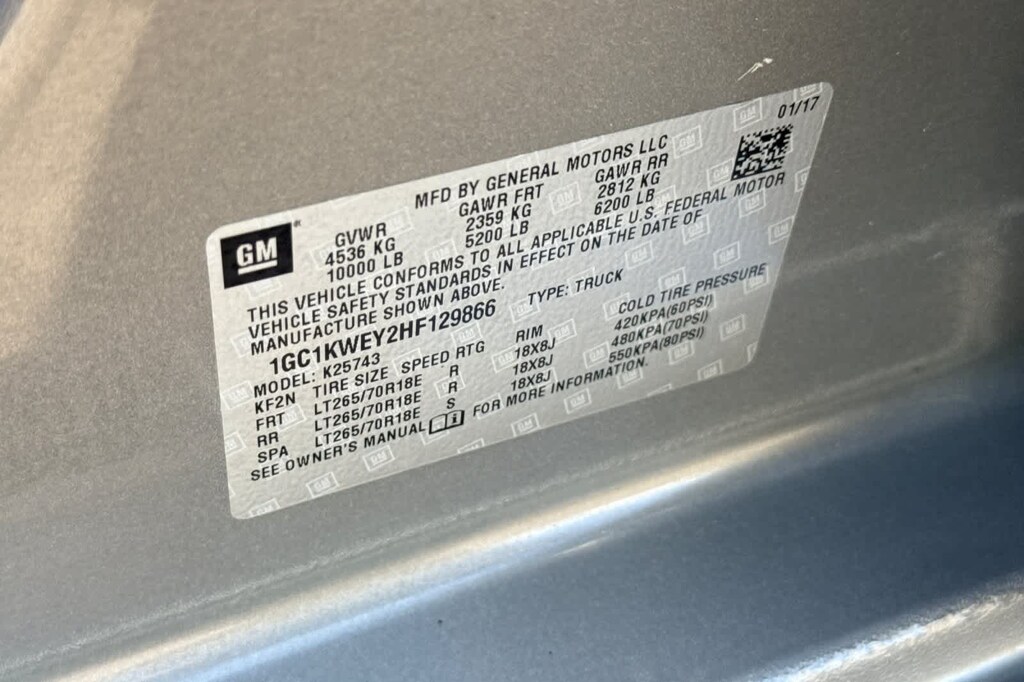 01/17
MFD BY GENERAL MOTORS LLC
GM
GVWR GAWR FRT GAWR RR
4536 KG 2359 KG 2812 KG
10000 LB 5200 LB 6200 LB
THIS VEHICLE CONFORMS TO ALL APPLICABLE U.S. FEDERAL MOTOR
VEHICLE SAFETY STANDARDS IN EFFECT ON THE DATE OF
MANUFACTURE SHOWN ABOVE.
1GC1KWEY2HF129866 TYPE: TRUCK
MODEL: K25743
KF2N TIRE SIZE SPEED RTG RIM COLD TIRE PRESSURE
FRT LT265/70R18E R 18X8J 420KPA(60PSI)
RR LT265/70R18E R 18X8J 480KPA(70PSI)
SPA LT265/70R18E S 18X8J 550KPA(80PSI)
SEE OWNER'S MANUAL FOR MORE INFORMATION.